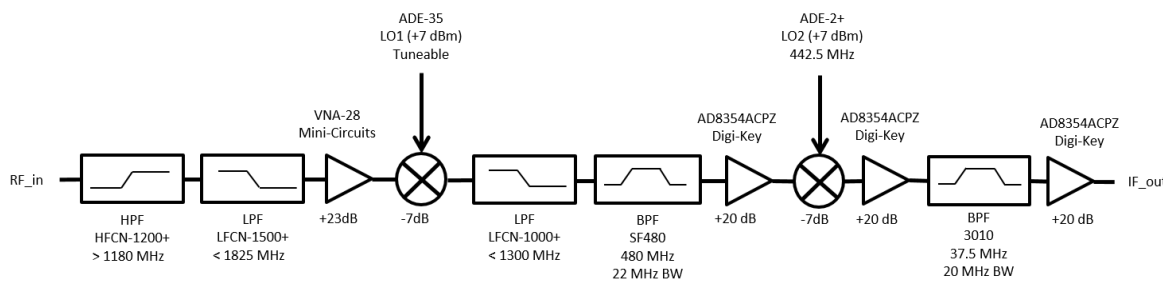 ADE-35
LO1 (+7 dBm)
Tuneable
ADE-2+
LO2 (+7 dBm)
442.5 MHz
VNA-28
Mini-Circuits
AD8354ACPZ
Digi-Key
AD8354ACPZ
Digi-Key
AD8354ACPZ
Digi-Key
RF_in
IF_out
HPF
HFCN-1200+
> 1180 MHz
LPF
LFCN-1500+
< 1825 MHz
+23dB
-7dB
LPF
LFCN-1000+
< 1300 MHz
BPF
SF480
480 MHz
22 MHz BW
+20 dB
-7dB
+20 dB
BPF
3010
37.5 MHz
20 MHz BW
+20 dB